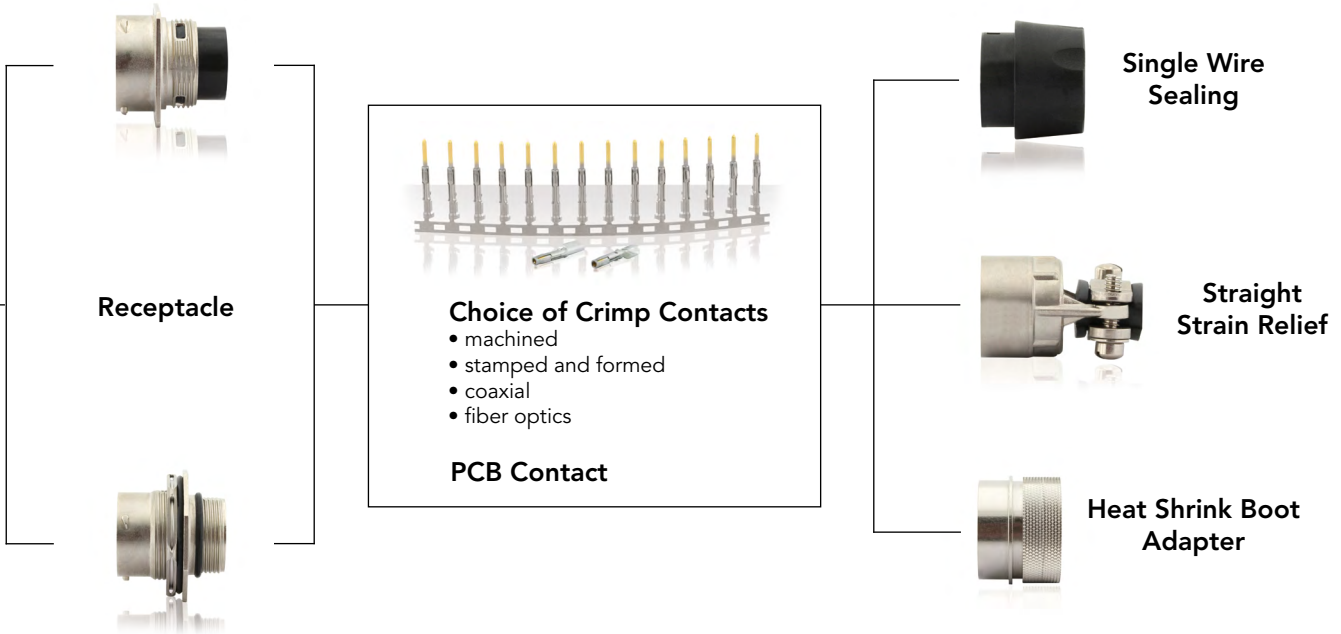 Receptacle
Choice of Crimp Contacts
• machined
• stamped and formed
• coaxial
• fiber optics
PCB Contact
Single Wire
Sealing
Straight
Strain Relief
Heat Shrink Boot
Adapter